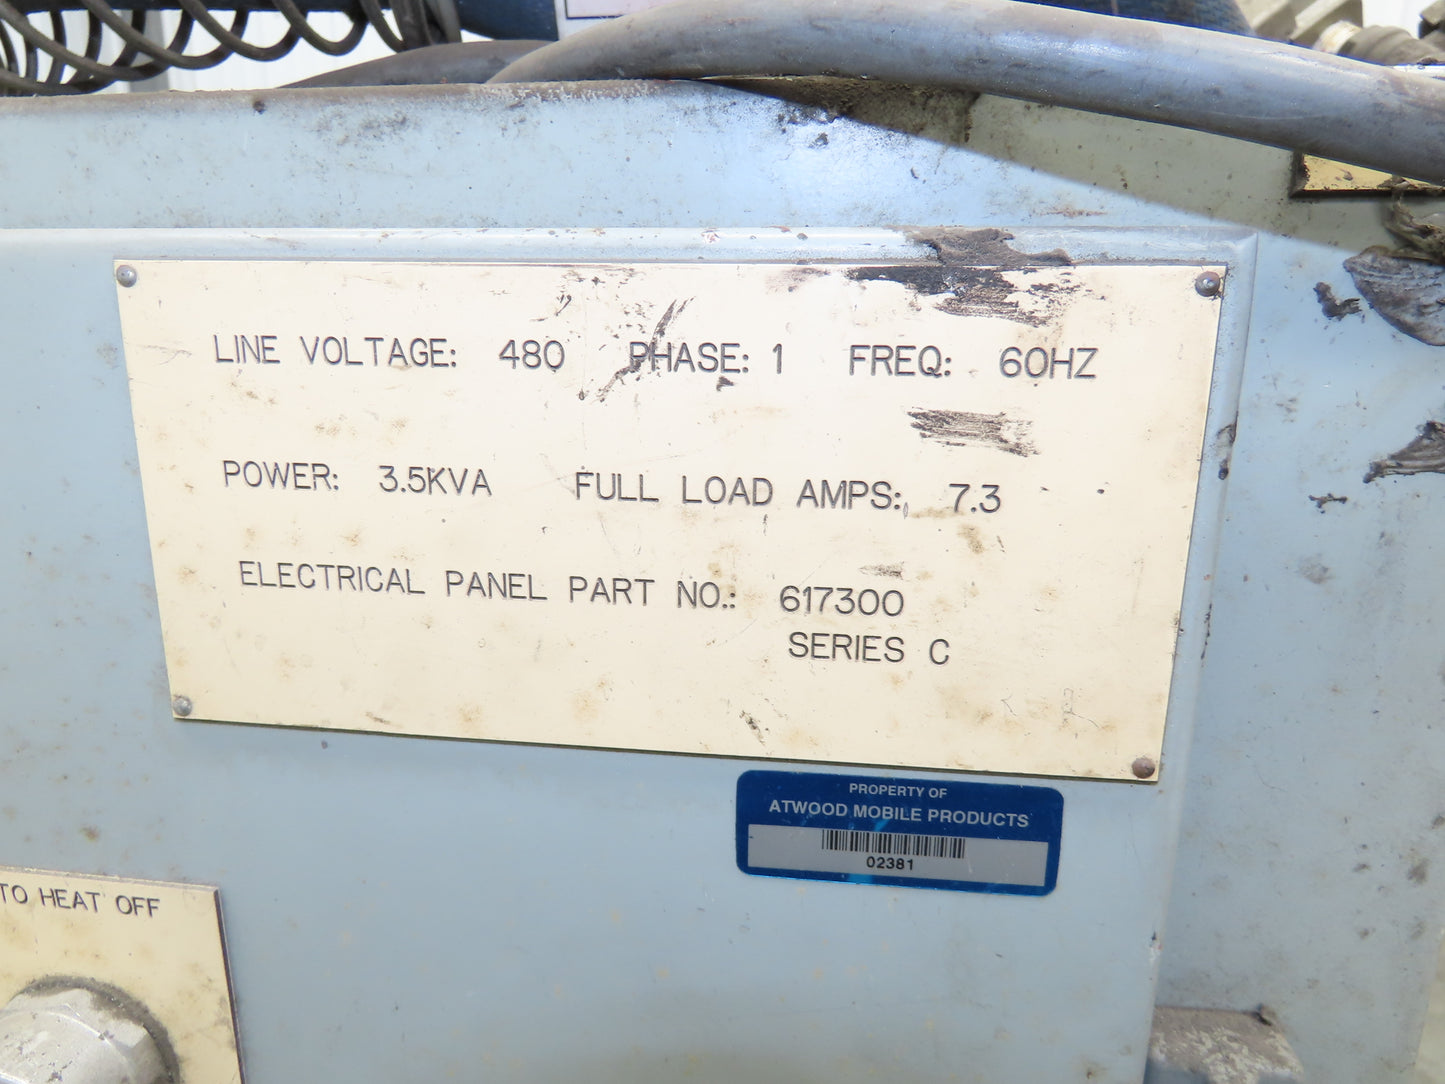 LINE VOLTAGE: 480 PHASE: 1 FREQ: 60HZ
POWER: 3.5KVA FULL LOAD AMPS: 7.3
ELECTRICAL PANEL PART NO.: 617300
SERIES C
PROPERTY OF
ATWOOD MOBILE PRODUCTS
02381
TO HEAT OFF